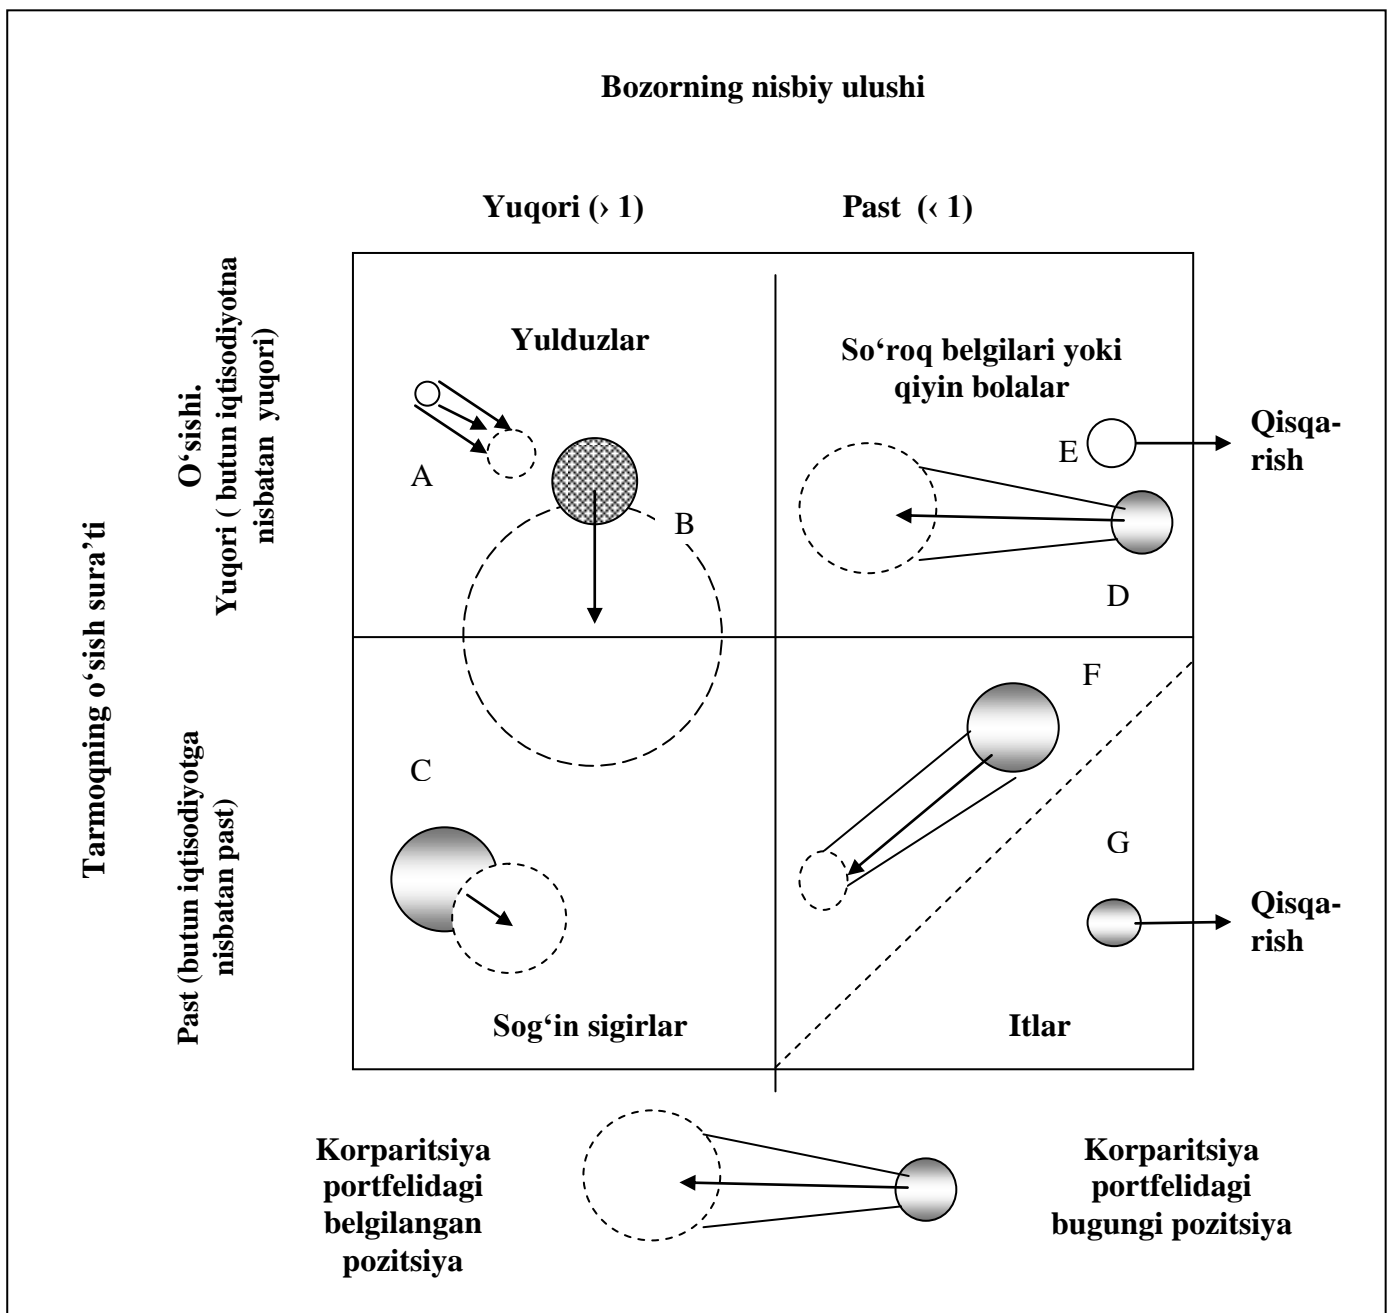 Bozorning nisbiy ulushi
Yuqori (› 1)
Past (‹ 1)
Tarmoqning o‘sish sura’ti
O‘sishi.
Yuqori ( butun iqtisodiyotna
nisbatan yuqori)
Yulduzlar
So‘roq belgilari yoki
qiyin bolalar
A
B
E
D
Qisqa-
rish
Past (butun iqtisodiyotga
nisbatan past)
C
F
G
Qisqa-
rish
Sog‘in sigirlar
Itlar
Korparitsiya
portfelidagi
belgilangan
pozitsiya
Korparitsiya
portfelidagi
bugungi pozitsiya